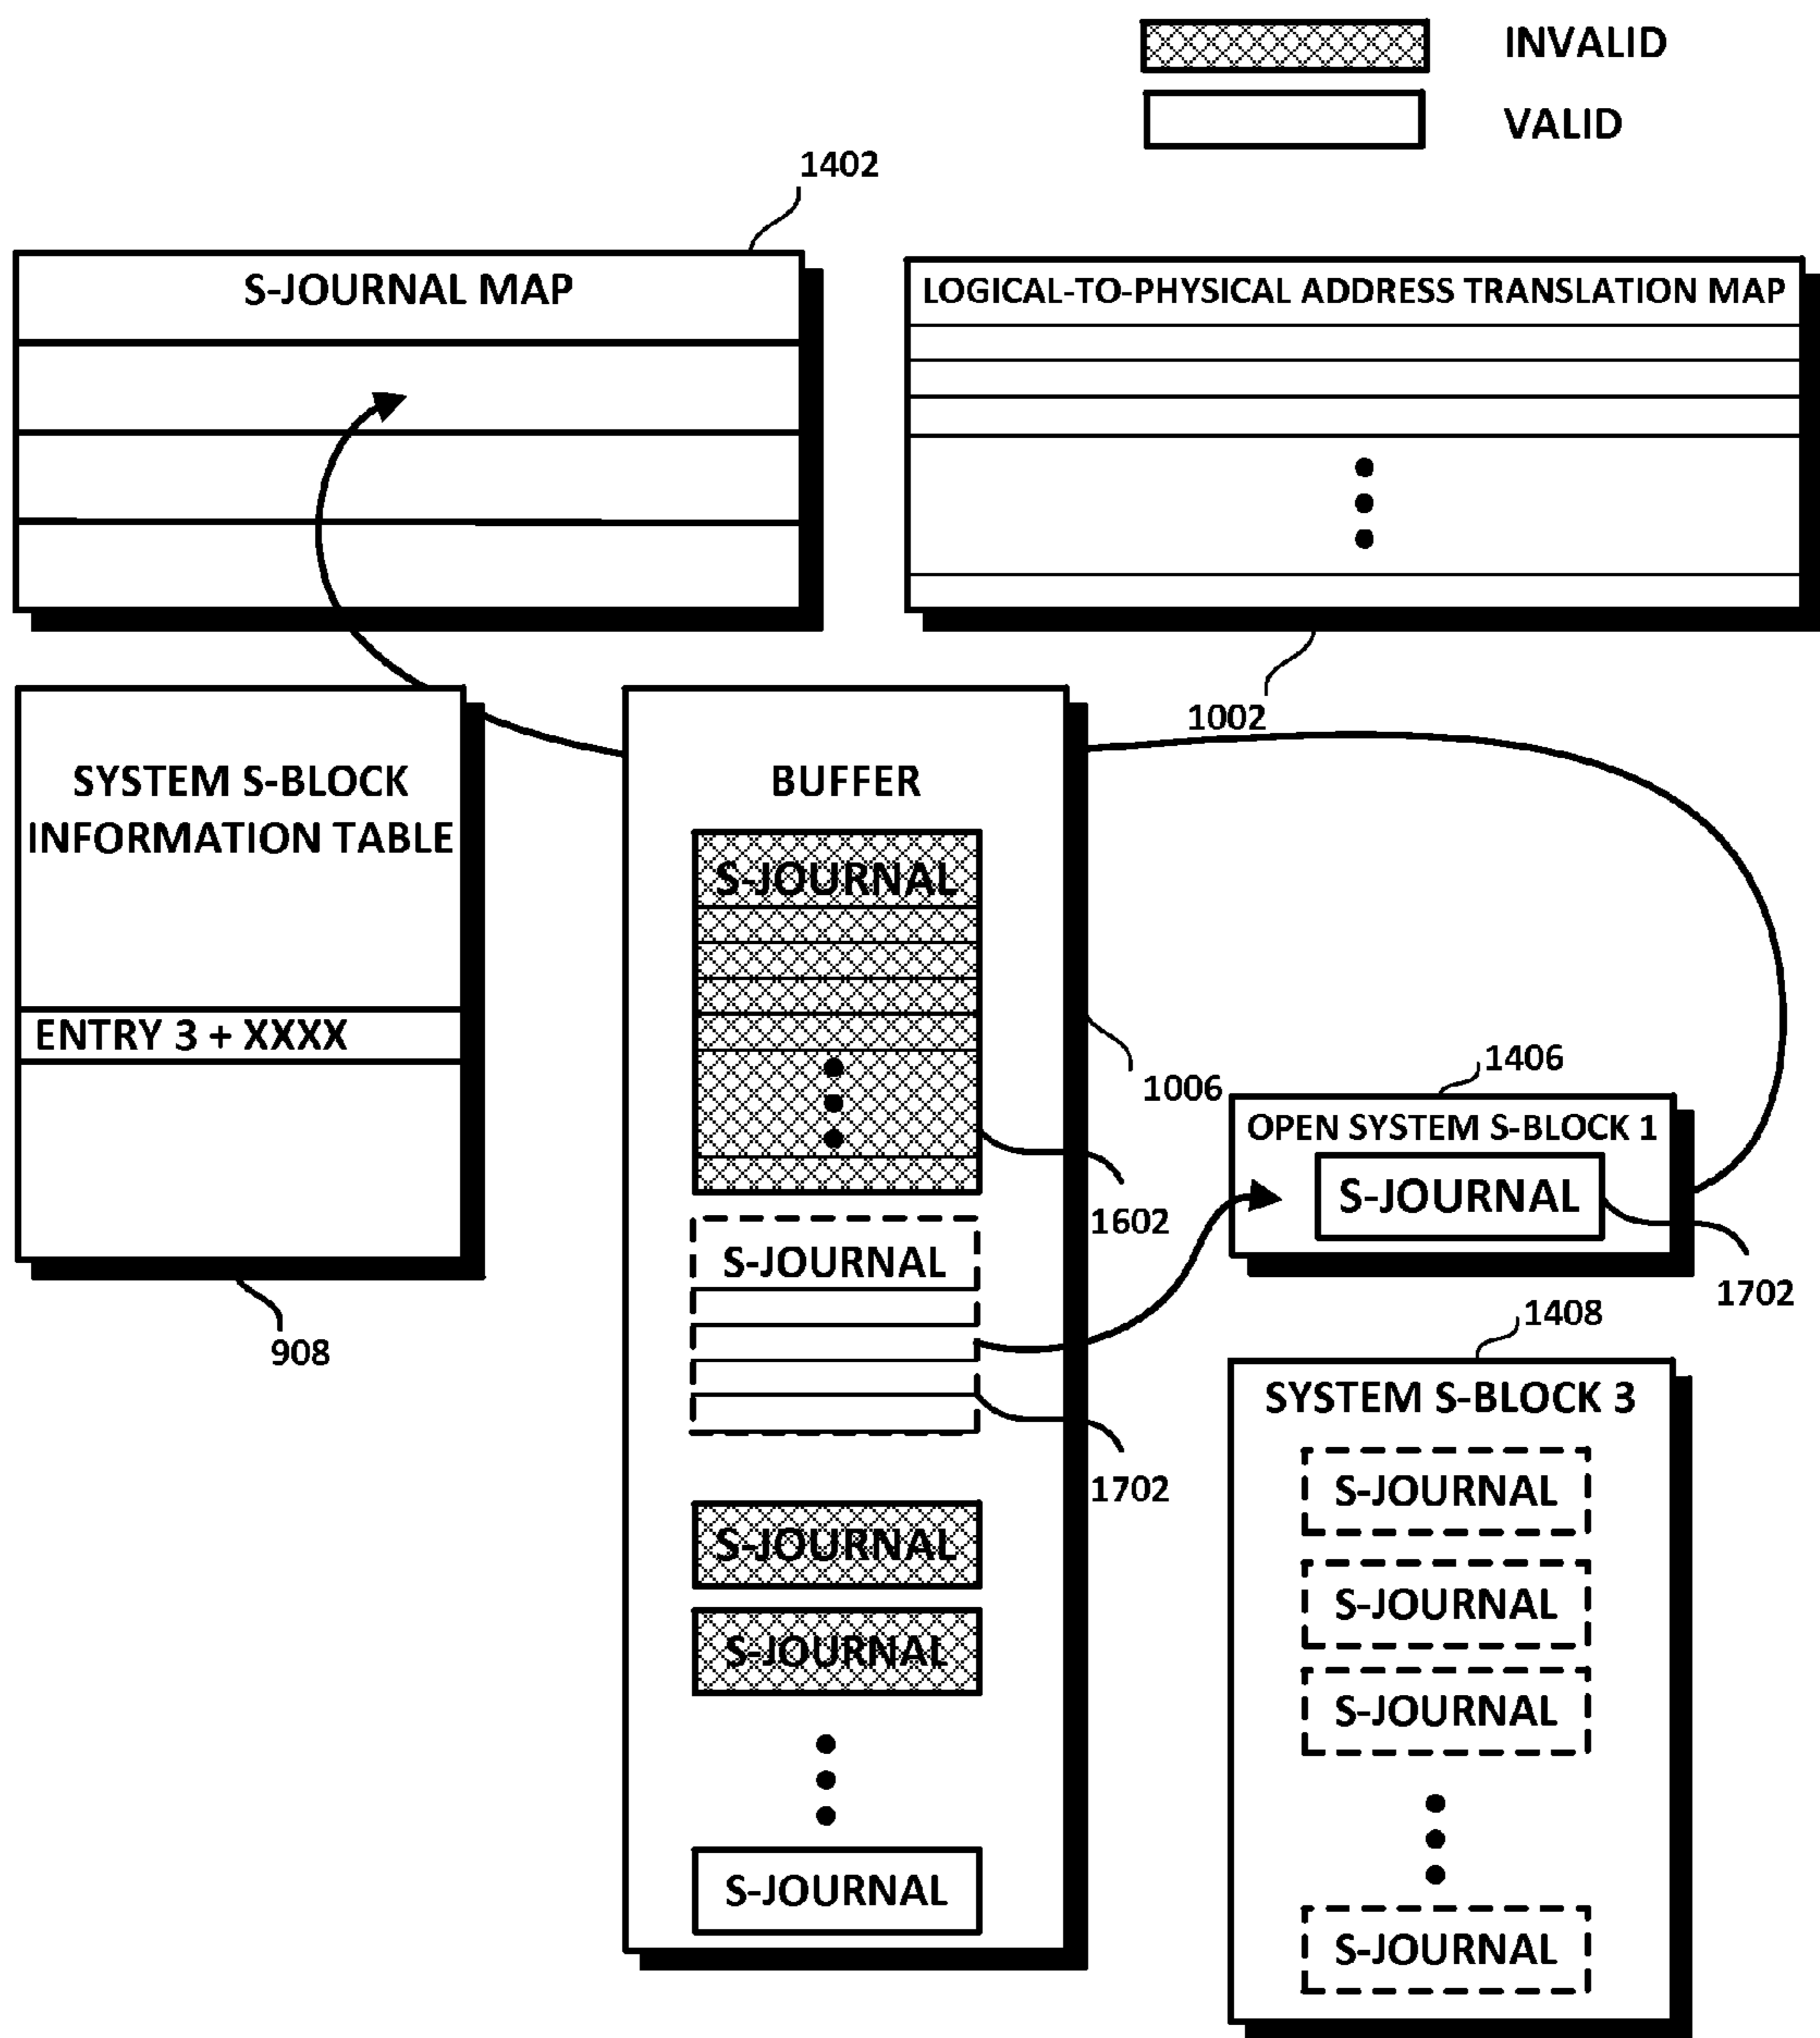 INVALID
VALID
1402
S-JOURNAL MAP
LOGICAL-TO-PHYSICAL ADDRESS TRANSLATION MAP
1002
SYSTEM S-BLOCK
INFORMATION TABLE
ENTRY 3 + XXXX
908
BUFFER
S-JOURNAL
1006
1602
S-JOURNAL
1702
S-JOURNAL
S-JOURNAL
S-JOURNAL
1406
OPEN SYSTEM S-BLOCK 1
S-JOURNAL
1702
1408
SYSTEM S-BLOCK 3
S-JOURNAL
S-JOURNAL
S-JOURNAL
S-JOURNAL